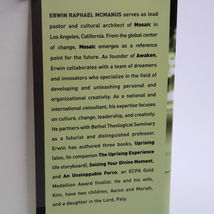 ERWIN RAPHAEL MCMANUS serves as lead
pastor and cultural architect of Mosaic in
Los Angeles, California. From the global center
of change, Mosaic emerges as a reference
point for the future. As founder of Awaken,
Erwin collaborates with a team of dreamers
and innovators who specialize in the field of
developing and unleashing personal and
organizational creativity. As a national and
international consultant, his expertise focuses
on culture, change, leadership, and creativity.
He partners with Bethel Theological Seminary
as a futurist and distinguished professor.
Erwin has authored three books, Uprising
false, its companion The Uprising Experience
life storyboard), Seizing Your Divine Moment,
and An Unstoppable Force, an ECPA Gold
Medallion Award finalist. He and his wife,
Kim, have two children, Aaron and Mariah,
and a daughter in the Lord, Paty.